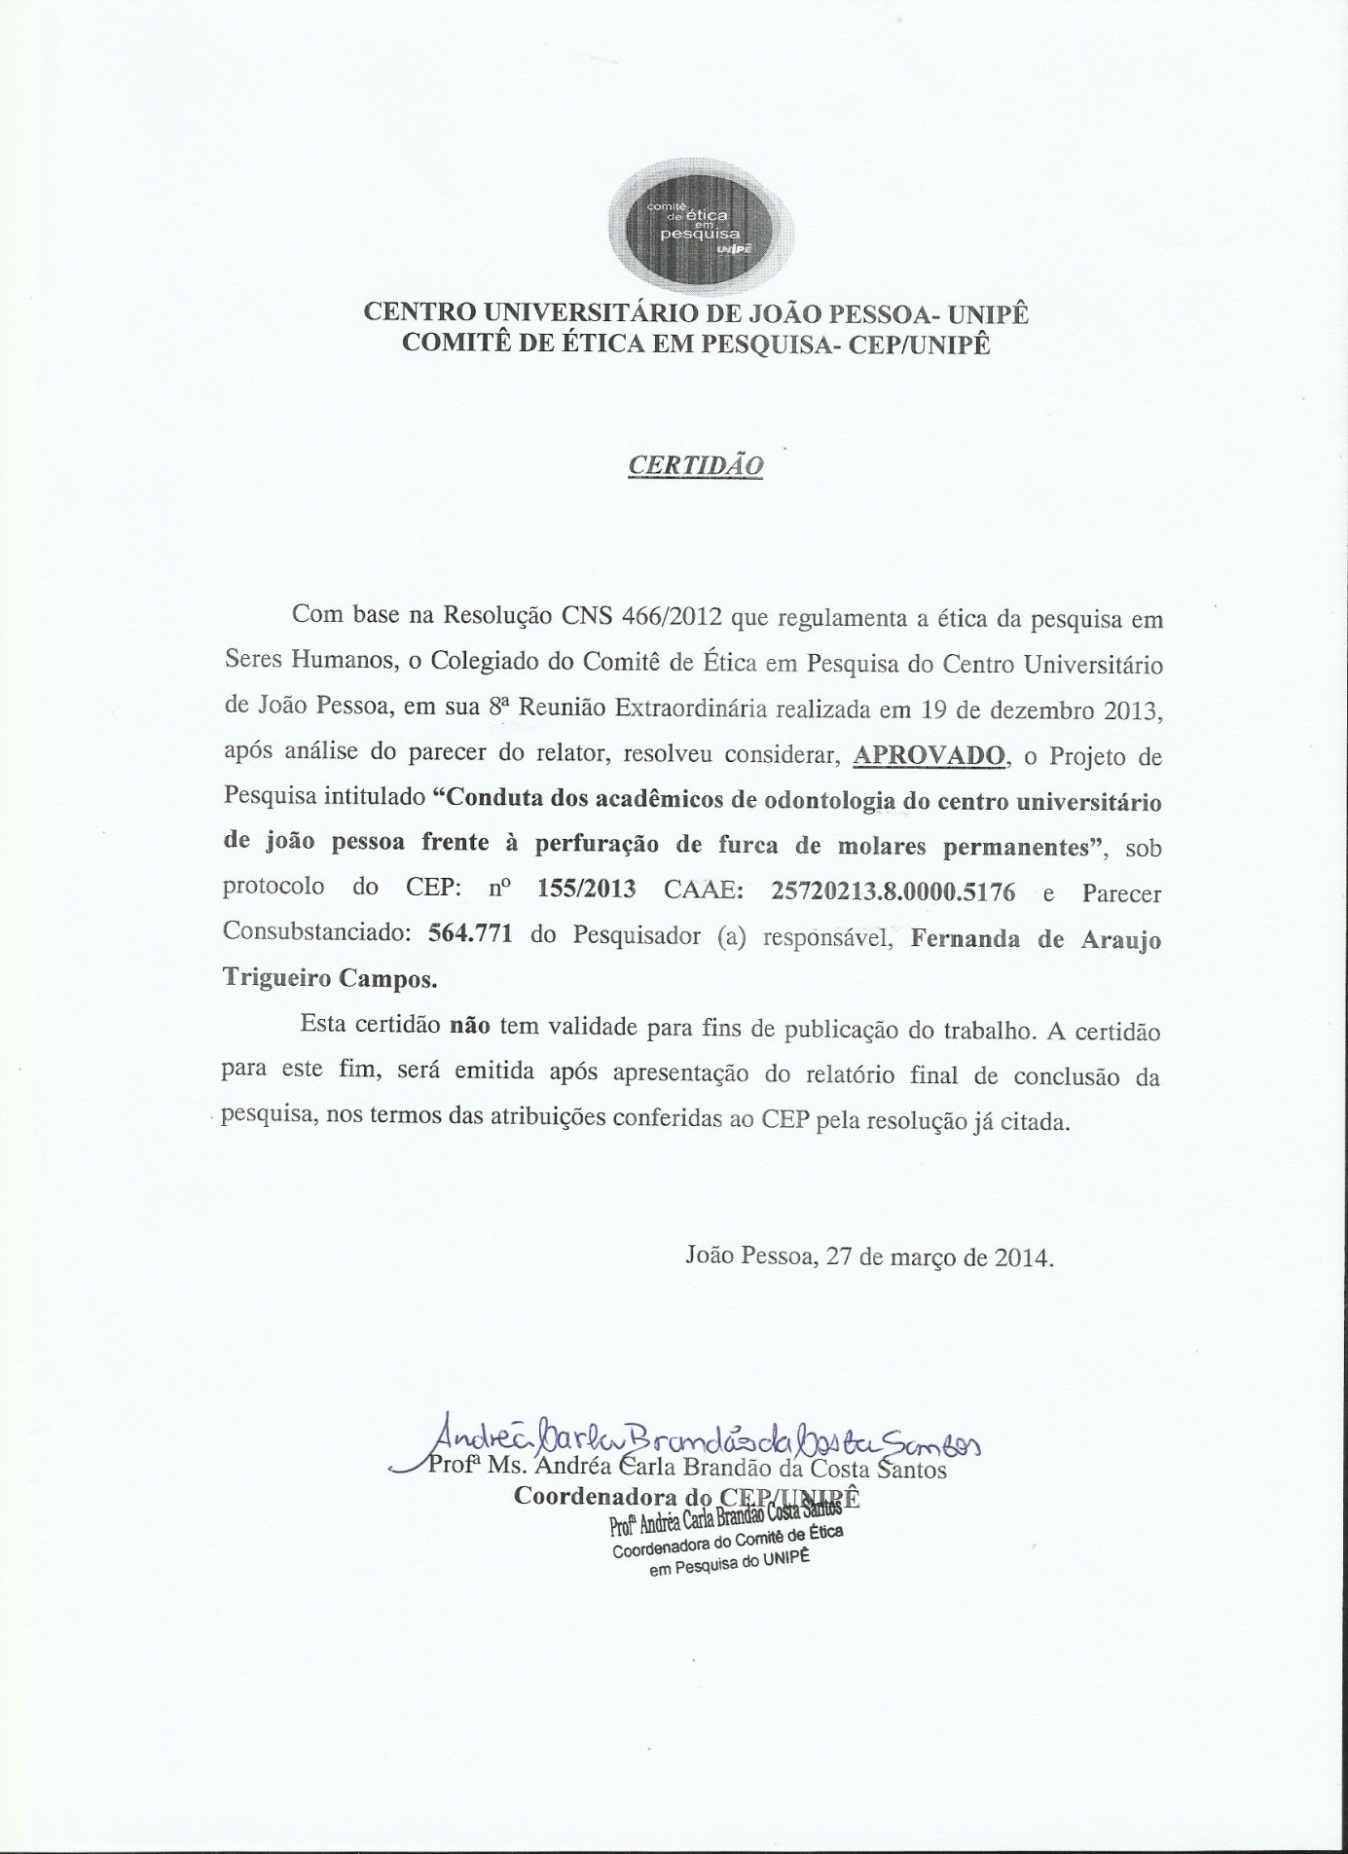 comitê
de ética
em
pesquisa
UNIPÊ
CENTRO UNIVERSITÁRIO DE JOÃO PESSOA- UNIPÊ
COMITÊ DE ÉTICA EM PESQUISA- CEP/UNIPÊ
CERTIDÃO
Com base na Resolução CNS 466/2012 que regulamenta a ética da pesquisa em
Seres Humanos, o Colegiado do Comitê de Ética em Pesquisa do Centro Universitário
de João Pessoa, em sua 8ª Reunião Extraordinária realizada em 19 de dezembro 2013,
após análise do parecer do relator, resolveu considerar, APROVADO, o Projeto de
Pesquisa intitulado “Conduta dos acadêmicos de odontologia do centro universitário
de joão pessoa frente à perfuração de furca de molares permanentes”, sob
protocolo do CEP: nº 155/2013 CAAE: 25720213.8.0000.5176 e Parecer
Consubstanciado: 564.771 do Pesquisador (a) responsável, Fernanda de Araujo
Trigueiro Campos.
Esta certidão não tem validade para fins de publicação do trabalho. A certidão
para este fim, será emitida após apresentação do relatório final de conclusão da
pesquisa, nos termos das atribuições conferidas ao CEP pela resolução já citada.
João Pessoa, 27 de março de 2014.
Andréa Carla Brandão da Costa Santos
Profª Ms. Andréa Carla Brandão da Costa Santos
Coordenadora do CEP/UNIPÊ
Profª Andréa Carla Brandão Costa Santos
Coordenadora do Comitê de Ética
em Pesquisa do UNIPÊ